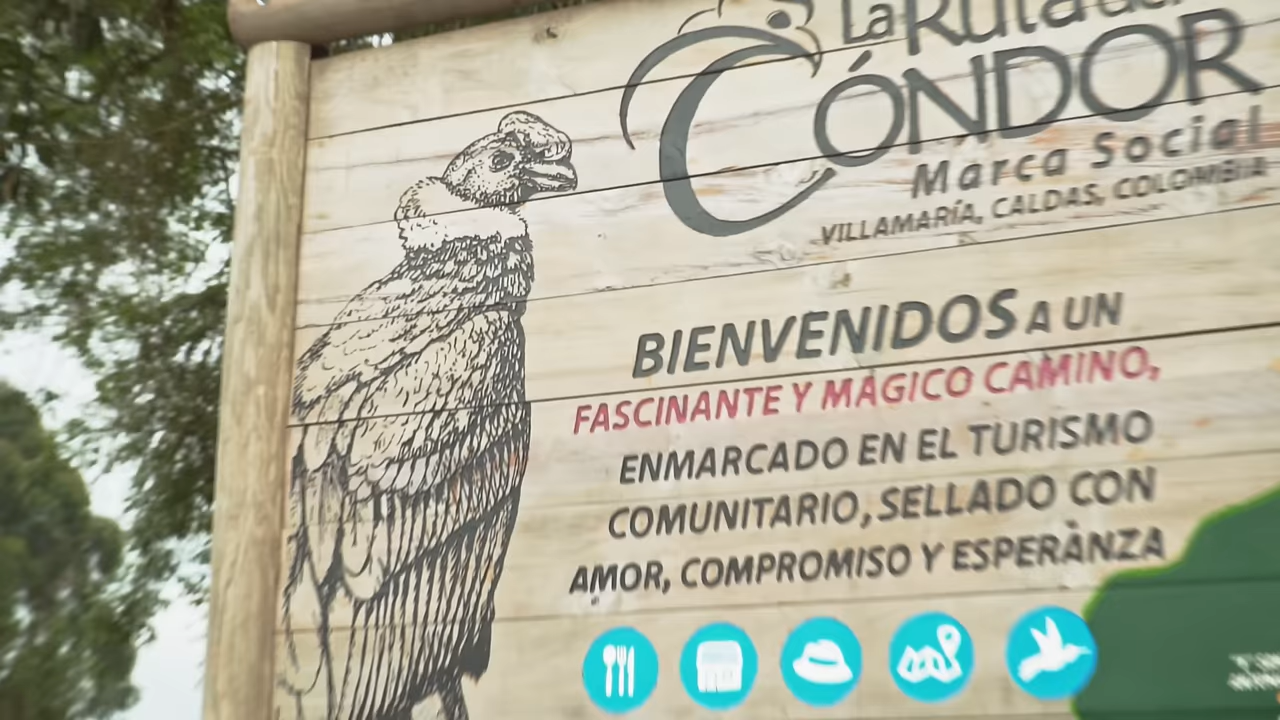 La Ruta del
CÓNDOR
Marca Social
VILLAMARÍA, CALDAS, COLOMBIA
BIENVENIDOS A UN
FASCINANTE Y MÁGICO CAMINO,
ENMARCADO EN EL TURISMO
COMUNITARIO, SELLADO CON
AMOR, COMPROMISO Y ESPERÀNZA